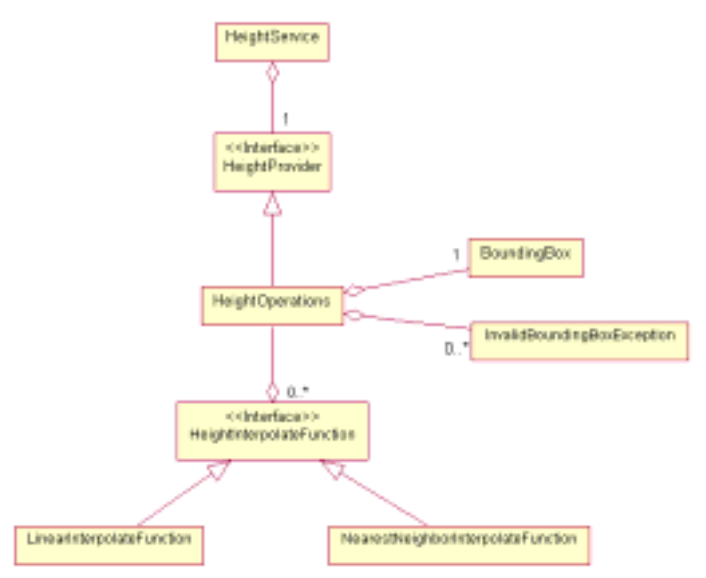 HeightService
1
<<Interface>>
HeightProvider
BoundingBox
1
HeightOperations
InvalidBoundingBoxException
0..*
0..*
<<Interface>>
HeightInterpolateFunction
LinearInterpolateFunction
NearestNeighborInterpolateFunction